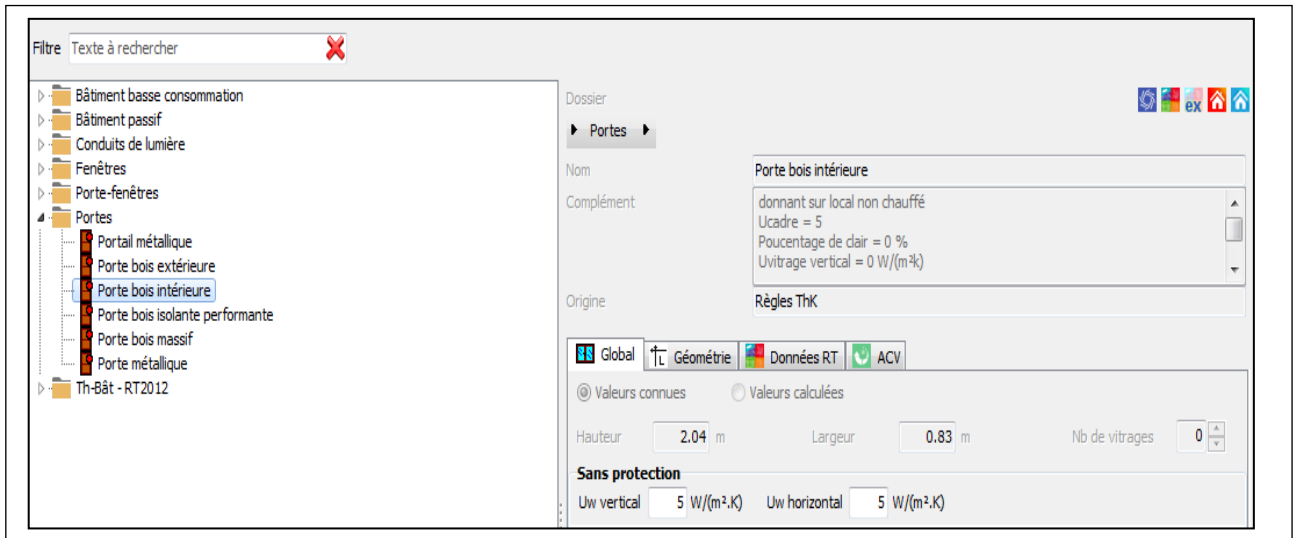 Filtre Texte à rechercher
Bâtiment basse consommation
Bâtiment passif
Conduits de lumière
Fenêtres
Porte-fenêtres
Portes
Portail métallique
Porte bois extérieure
Porte bois intérieure
Porte bois isolante performante
Porte bois massif
Porte métallique
Th-Bât - RT2012
Dossier
ex
Portes
Nom Porte bois intérieure
Complément donnant sur local non chauffé
Ucadre = 5
Poucentage de clair = 0 %
Uvitrage vertical = 0 W/(m²k)
Origine Règles ThK
Global Géométrie Données RT ACV
Valeurs connues Valeurs calculées
Hauteur 2.04 m Largeur 0.83 m Nb de vitrages 0
Sans protection
Uw vertical 5 W/(m².K) Uw horizontal 5 W/(m².K)